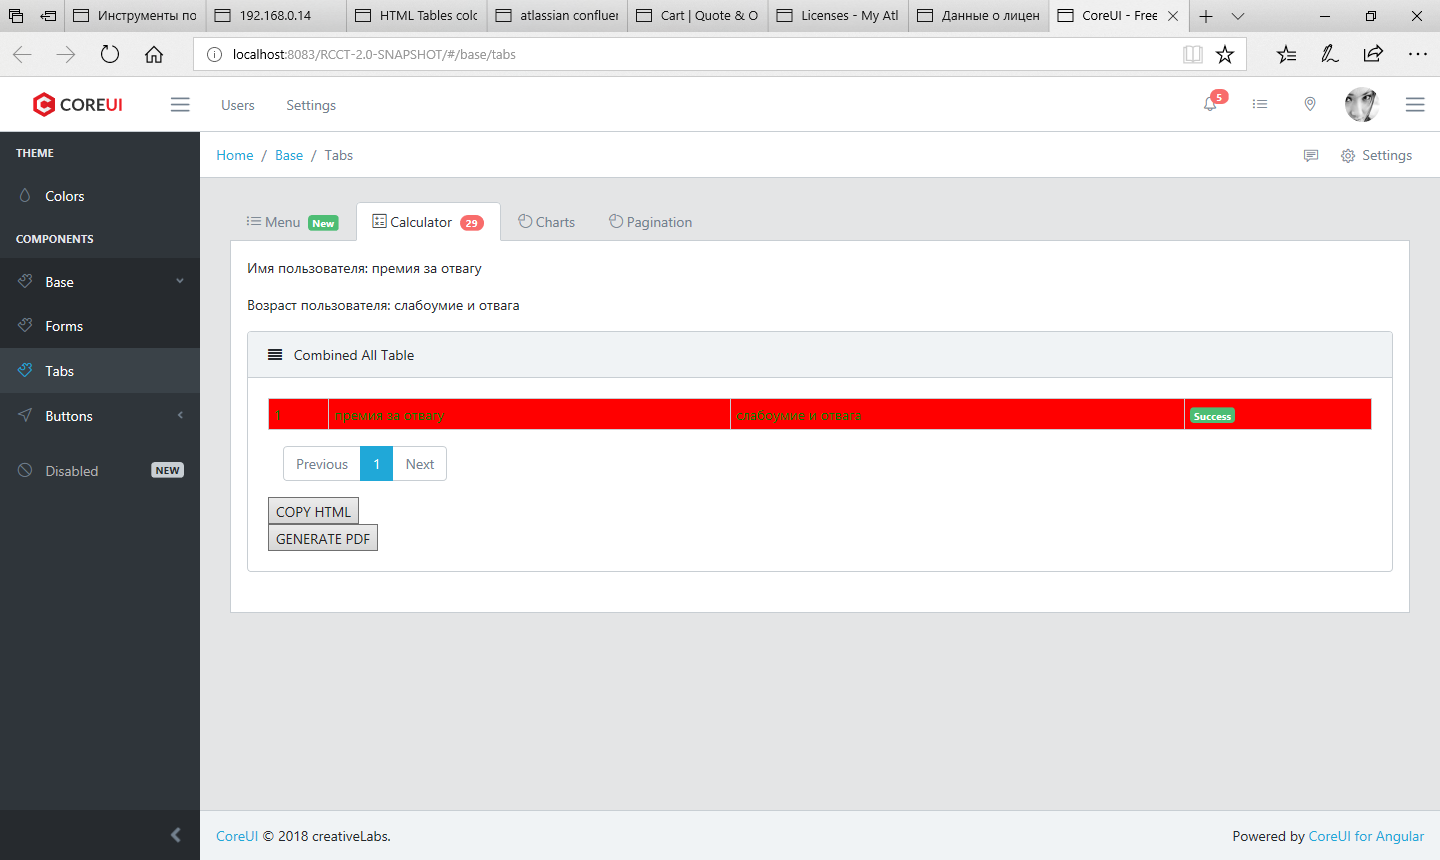 Инструменты по
192.168.0.14
HTML Tables colo
atlassian confluen
Cart | Quote & O
Licenses - My Atl
Данные о лицен
CoreUI - Free
localhost:8083/RCCT-2.0-SNAPSHOT/#/base/tabs
COREUI
Users
Settings
5
THEME
Colors
COMPONENTS
Base
Forms
Tabs
Buttons
Disabled NEW
Home / Base / Tabs
Settings
Menu New
Calculator 29
Charts
Pagination
Имя пользователя: премия за отвагу
Возраст пользователя: слабоумие и отвага
Combined All Table
1 премия за отвагу слабоумие и отвага Success
Previous 1 Next
COPY HTML
GENERATE PDF
CoreUI © 2018 creativeLabs.
Powered by CoreUI for Angular